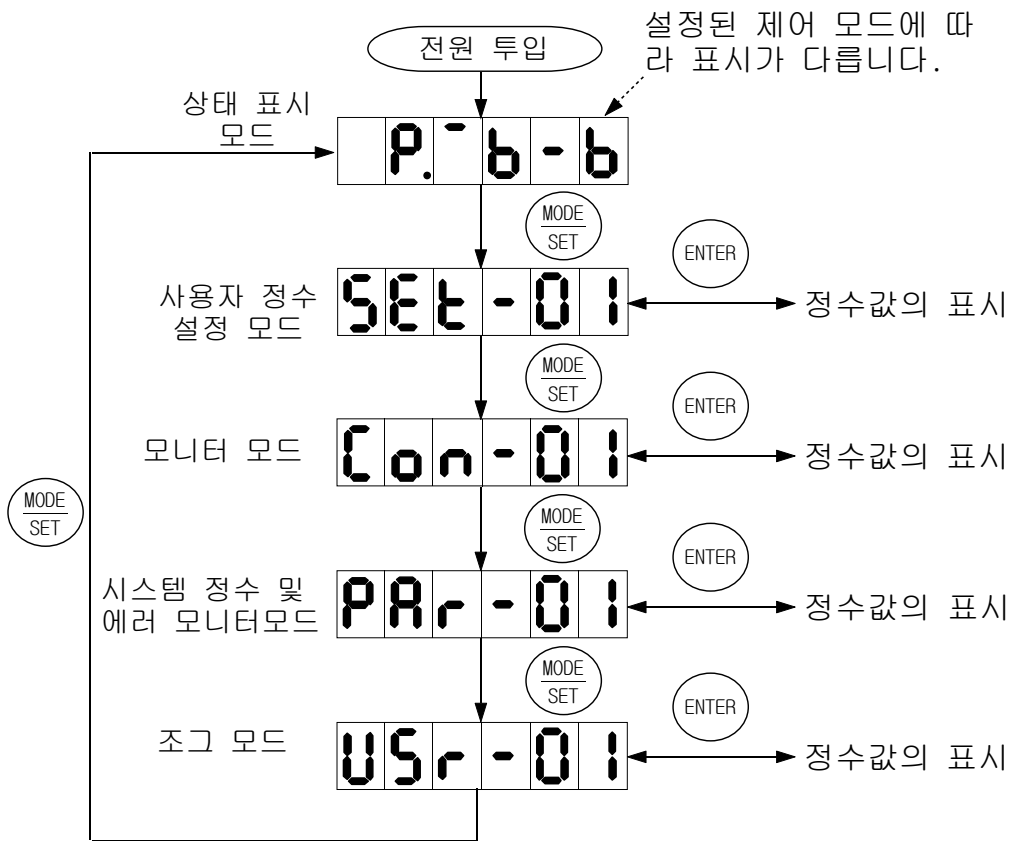 설정된 제어 모드에 따
라 표시가 다릅니다.
전원 투입
상태 표시
모드
P.‾b-b
MODE
SET
ENTER
사용자 정수
설정 모드
SEt-01
정수값의 표시
MODE
SET
ENTER
모니터 모드
Con-01
정수값의 표시
MODE
SET
MODE
SET
ENTER
시스템 정수 및
에러 모니터모드
PAr-01
정수값의 표시
MODE
SET
ENTER
조그 모드
USr-01
정수값의 표시